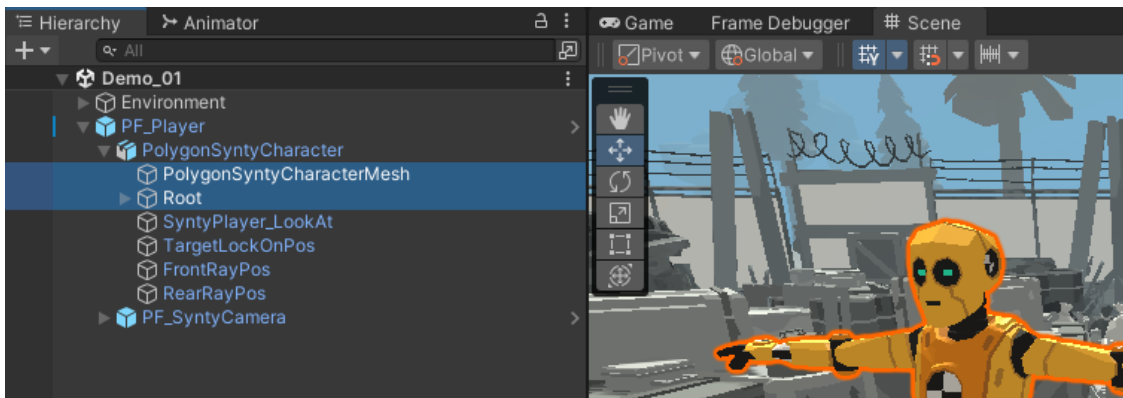 Hierarchy
Animator
All
Demo_01
Environment
PF_Player
PolygonSyntyCharacter
PolygonSyntyCharacterMesh
Root
SyntyPlayer_LookAt
TargetLockOnPos
FrontRayPos
RearRayPos
PF_SyntyCamera
Game
Frame Debugger
Scene
Pivot
Global